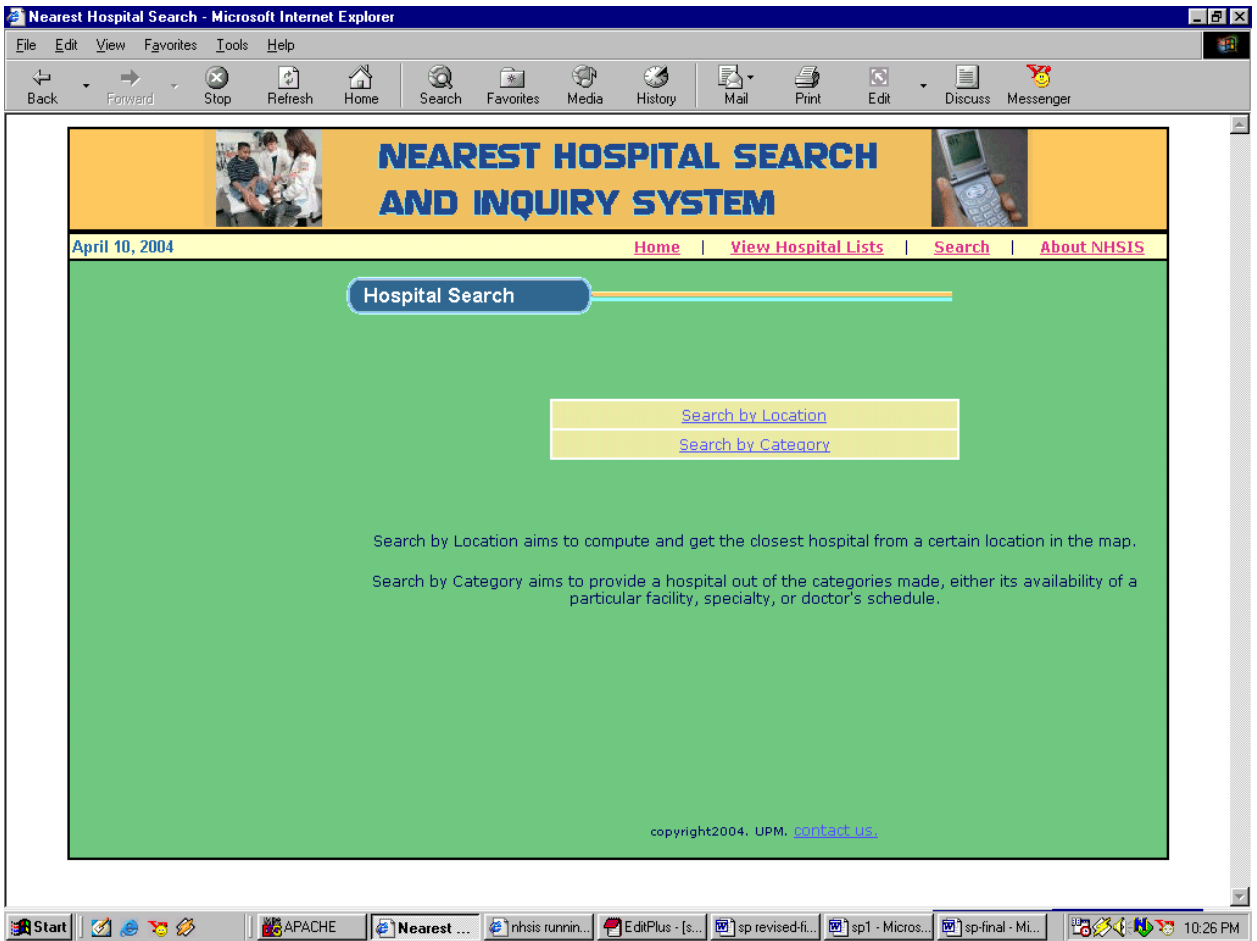 Nearest Hospital Search - Microsoft Internet Explorer
File Edit View Favorites Tools Help
Back Forward Stop Refresh Home Search Favorites Media History Mail Print Edit Discuss Messenger
NEAREST HOSPITAL SEARCH
AND INQUIRY SYSTEM
April 10, 2004 Home | View Hospital Lists | Search | About NHSIS
Hospital Search
Search by Location
Search by Category
Search by Location aims to compute and get the closest hospital from a certain location in the map.
Search by Category aims to provide a hospital out of the categories made, either its availability of a
particular facility, specialty, or doctor's schedule.
copyright2004. UPM. contact us.
Start APACHE Nearest ... nhsis runnin... EditPlus - [s... sp revised-fi... sp1 - Micros... sp-final - Mi... 10:26 PM